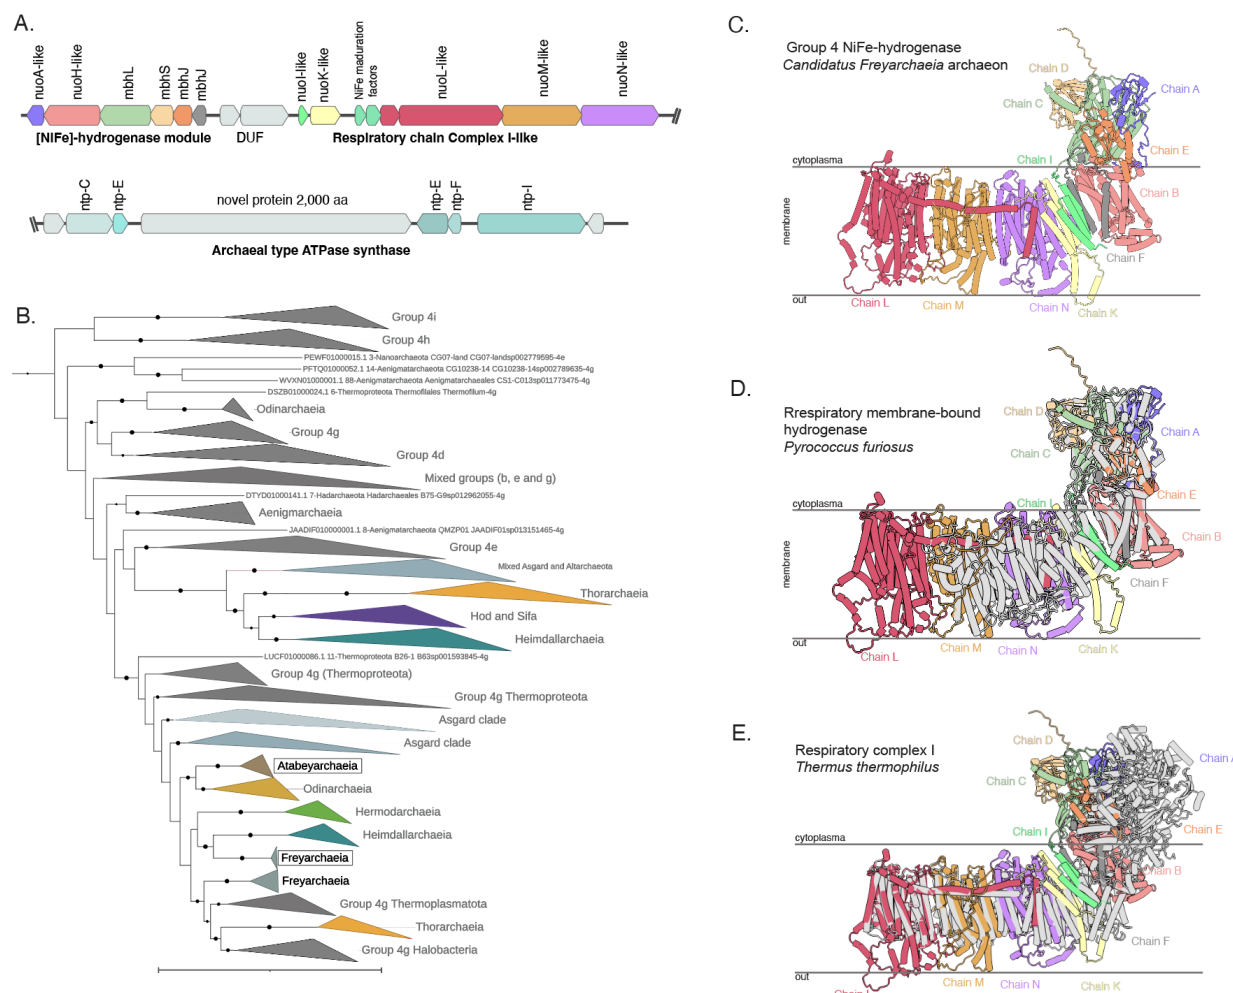 A.
nuoA-like
nuoH-like
mbhL
mbhS
mbhJ
mbhJ
nuoI-like
nuoK-like
NiFe maduration
factors
nuoL-like
nuoM-like
nuoN-like
[NIFe]-hydrogenase module
DUF
Resplratory chain Complex I-like
ntp-C
ntp-E
novel protein 2,000 aa
ntp-E
ntp-F
ntp-I
Archaeal type ATPase synthase
B.
Group 4i
Group 4h
PEWF01000015.1 3-Nanoarchaeota CG07-land CG07-landsp002779595-4e
PFTQ01000052.1 14-Aenigmatarchaeota CG10238-14 CG10238-14sp002789635-4g
WVXN01000001.1 88-Aenigmatarchaeota Aenigmatarchaeales CS1-C013sp011773475-4g
DSZB01000024.1 6-Thermoproteota Thermofilales Thermofilum-4g
Odinarchaeia
Group 4g
Group 4d
Mixed groups (b, e and g)
DTYD01000141.1 7-Hadarchaeota Hadarchaeales B75-G9sp012962055-4g
Aenigmarchaeia
JAADIF010000001.1 8-Aenigmatarchaeota QMZP01 JAADIF01sp013151465-4g
Group 4e
Mixed Asgard and Altarchaeota
Thorarchaeia
Hod and Sifa
Heimdallarchaeia
LUCF01000086.1 11-Thermoproteota B26-1 B63sp001593845-4g
Group 4g (Thermoproteota)
Group 4g Thermoproteota
Asgard clade
Asgard clade
Atabeyarchaeia
Odinarchaeia
Hermodarchaeia
Heimdallarchaeia
Freyarchaeia
Freyarchaeia
Group 4g Thermoplasmatota
Thorarchaeia
Group 4g Halobacteria
C.
Group 4 NiFe-hydrogenase
Candidatus Freyarchaeia archaeon
Chain D
Chain A
Chain C
Chain E
Chain I
cytoplasma
Chain B
membrane
Chain F
out
Chain L
Chain M
Chain N
Chain K
D.
Rrespiratory membrane-bound
hydrogenase
Pyrococcus furiosus
Chain D
Chain A
Chain C
Chain E
Chain I
cytoplasma
Chain B
membrane
Chain F
out
Chain L
Chain M
Chain N
Chain K
E.
Respiratory complex I
Thermus thermophilus
Chain D
Chain
Chain C
Chain E
Chain I
cytoplasma
Chain B
Chain F
out
Chain
Chain M
Chain N
Chain K